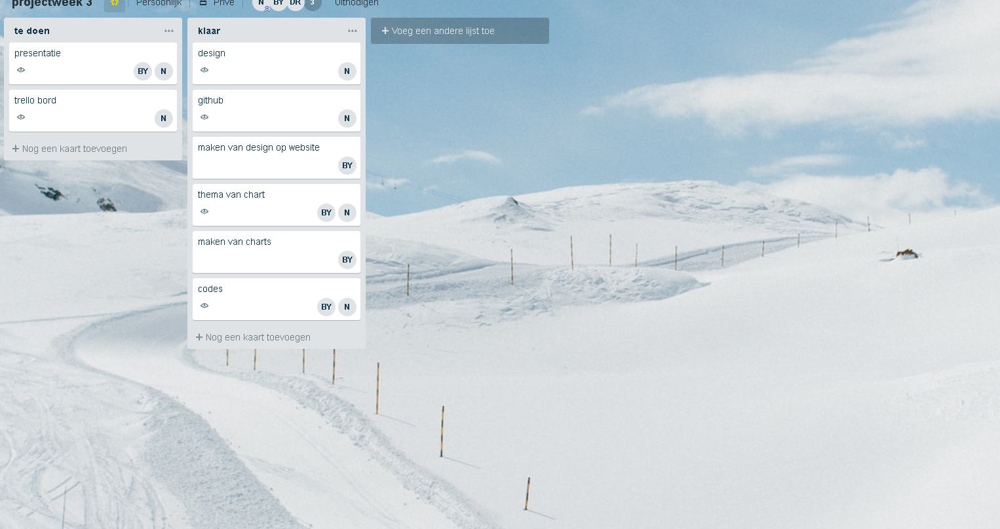 projectweek 3 Persoonlijk Privé N BY DR 3 Uitnodigen
te doen
presentatie
BY N
trello bord
N
+ Nog een kaart toevoegen
klaar
design
N
github
N
maken van design op website
BY
thema van chart
BY N
maken van charts
BY
codes
BY N
+ Nog een kaart toevoegen
+ Voeg een andere lijst toe